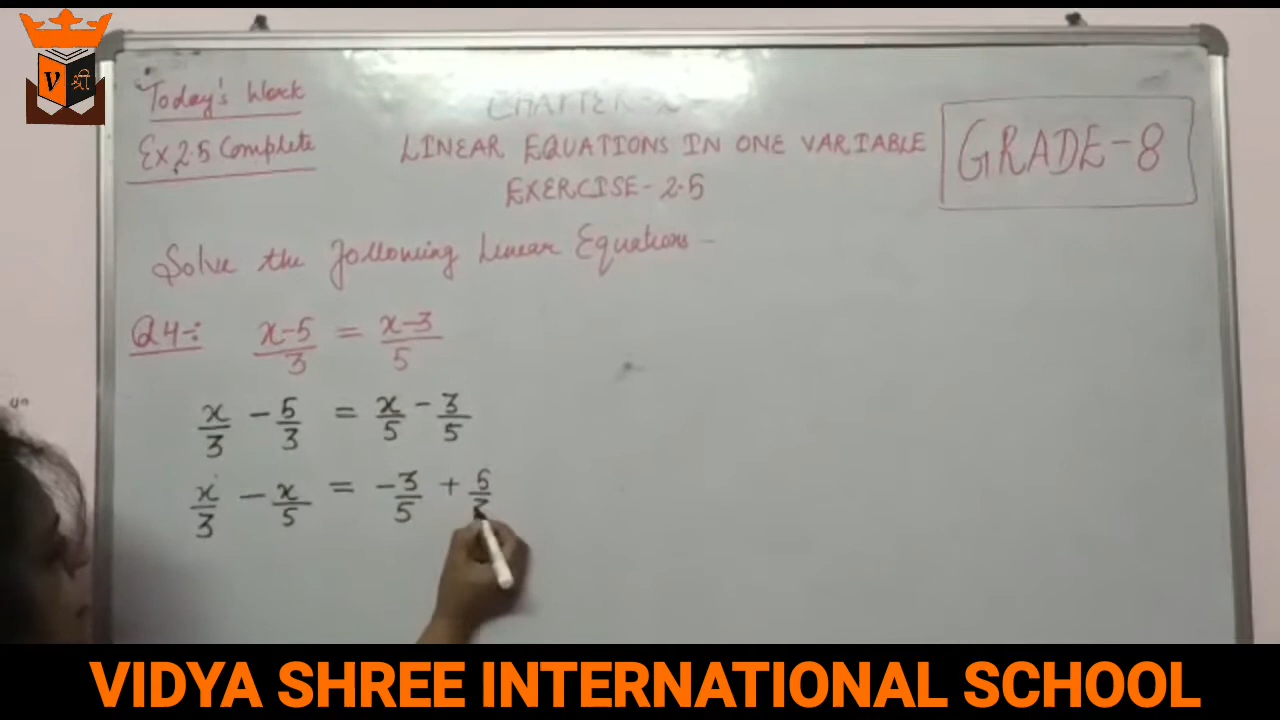 V श्री
Today's Work
Ex 2.5 Complete
CHAPTER-2
LINEAR EQUATIONS IN ONE VARIABLE
EXERCISE-2.5
GRADE-8
Solve the following Linear Equations -
Q4÷ x-5/3 = x-3/5
x/3 - 5/3 = x/5 - 3/5
x/3 - x/5 = -3/5 + 5/3
VIDYA SHREE INTERNATIONAL SCHOOL